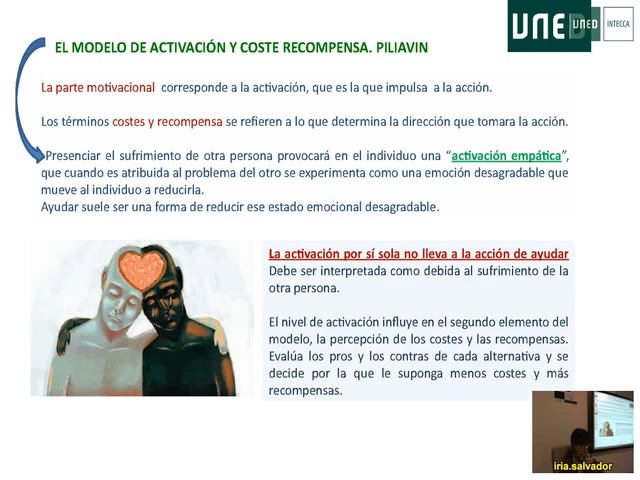 UNED
UNED
INTECCA
EL MODELO DE ACTIVACIÓN Y COSTE RECOMPENSA. PILIAVIN
La parte motivacional corresponde a la activación, que es la que impulsa a la acción.
Los términos costes y recompensa se refieren a lo que determina la dirección que tomara la acción.
Presenciar el sufrimiento de otra persona provocará en el individuo una “activación empática”,
que cuando es atribuida al problema del otro se experimenta como una emoción desagradable que
mueve al individuo a reducirla.
Ayudar suele ser una forma de reducir ese estado emocional desagradable.
La activación por sí sola no lleva a la acción de ayudar
Debe ser interpretada como debida al sufrimiento de la
otra persona.
El nivel de activación influye en el segundo elemento del
modelo, la percepción de los costes y las recompensas.
Evalúa los pros y los contras de cada alternativa y se
decide por la que le suponga menos costes y más
recompensas.
iria.salvador